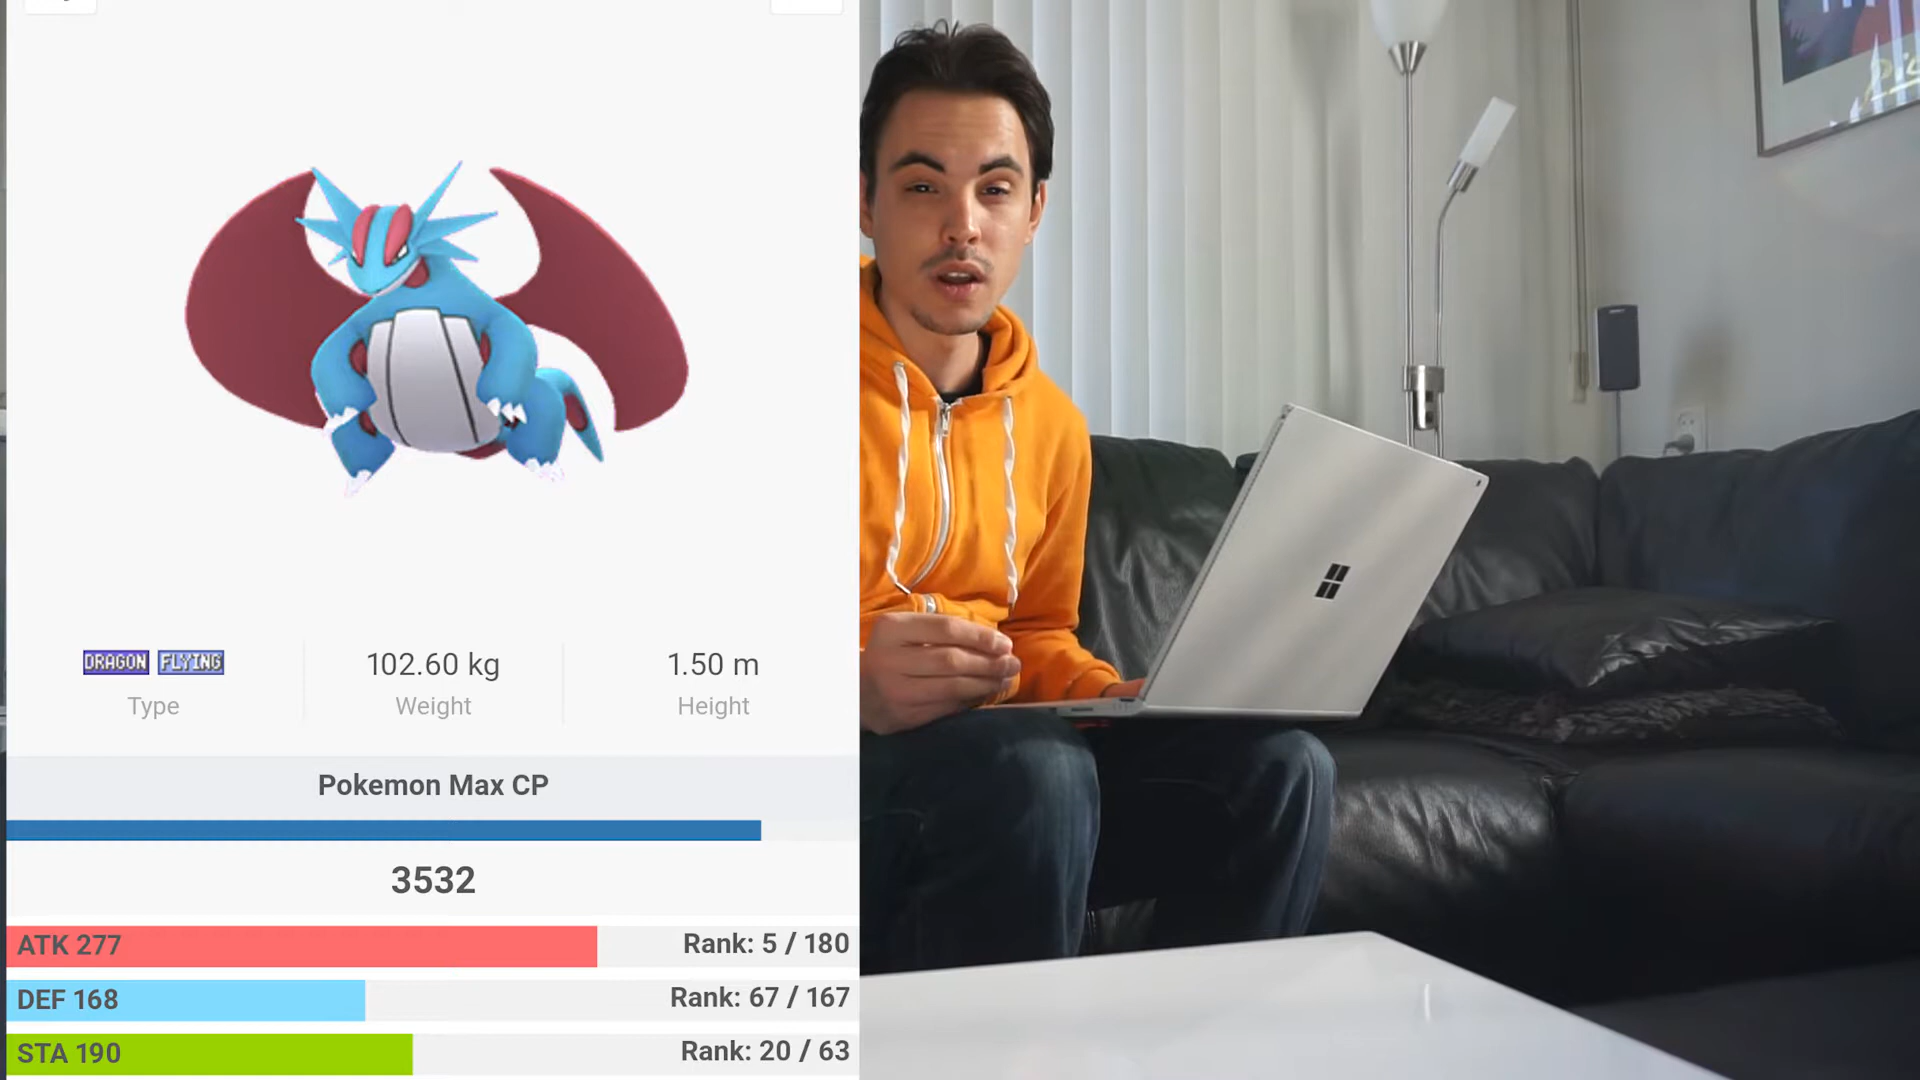 DRAGON FLYING
102.60 kg
1.50 m
Type
Weight
Height
Pokemon Max CP
3532
ATK 277
Rank: 5 / 180
DEF 168
Rank: 67 / 167
STA 190
Rank: 20 / 63